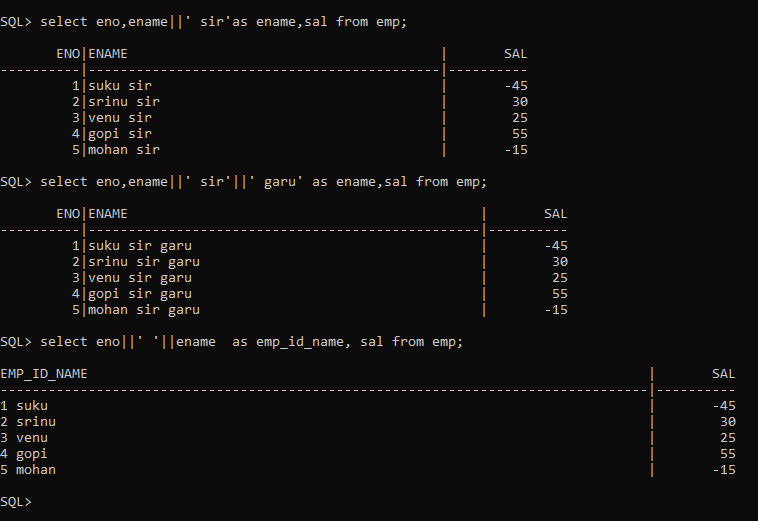 SQL> select eno,ename||' sir'as ename,sal from emp;
       ENO|ENAME                                       |       SAL
----------|--------------------------------------------|----------
         1|suku sir                                    |       -45
         2|srinu sir                                   |        30
         3|venu sir                                    |        25
         4|gopi sir                                    |        55
         5|mohan sir                                   |       -15
SQL> select eno,ename||' sir'||' garu' as ename,sal from emp;
       ENO|ENAME                                            |       SAL
----------|-------------------------------------------------|----------
         1|suku sir garu                                    |       -45
         2|srinu sir garu                                   |        30
         3|venu sir garu                                    |        25
         4|gopi sir garu                                    |        55
         5|mohan sir garu                                   |       -15
SQL> select eno||' '||ename  as emp_id_name, sal from emp;
EMP_ID_NAME                                                                      |       SAL
---------------------------------------------------------------------------------|----------
1 suku                                                                           |       -45
2 srinu                                                                          |        30
3 venu                                                                           |        25
4 gopi                                                                           |        55
5 mohan                                                                          |       -15
SQL>